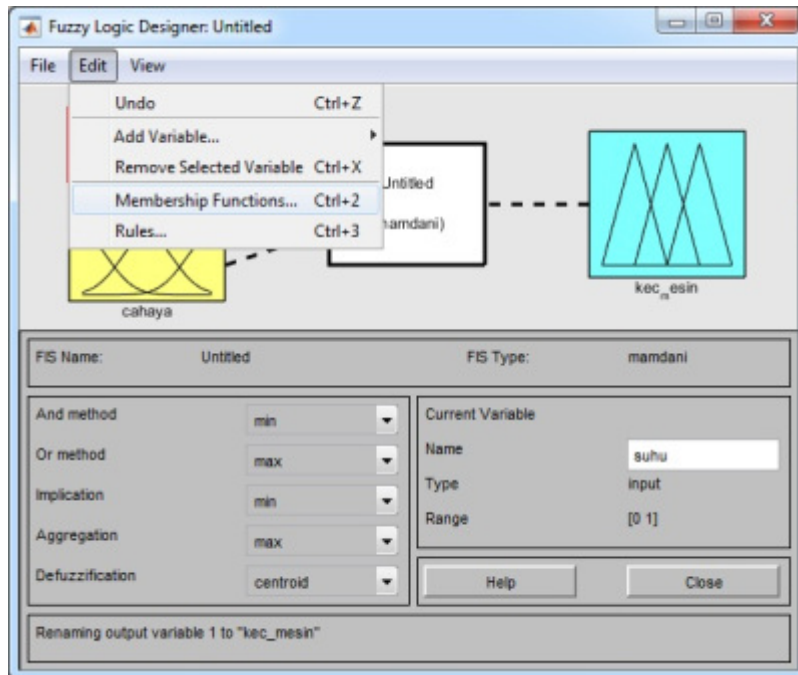 Fuzzy Logic Designer: Untitled
File Edit View
Undo Ctrl+Z
Add Variable...
Remove Selected Variable Ctrl+X
Membership Functions... Ctrl+2
Rules... Ctrl+3
Untitled
amdani)
cahaya
kec_mesin
FIS Name: Untitled FIS Type: mamdani
And method min
Or method max
Implication min
Aggregation max
Defuzzification centroid
Current Variable
Name suhu
Type input
Range [0 1]
Help Close
Renaming output variable 1 to "kec_mesin"